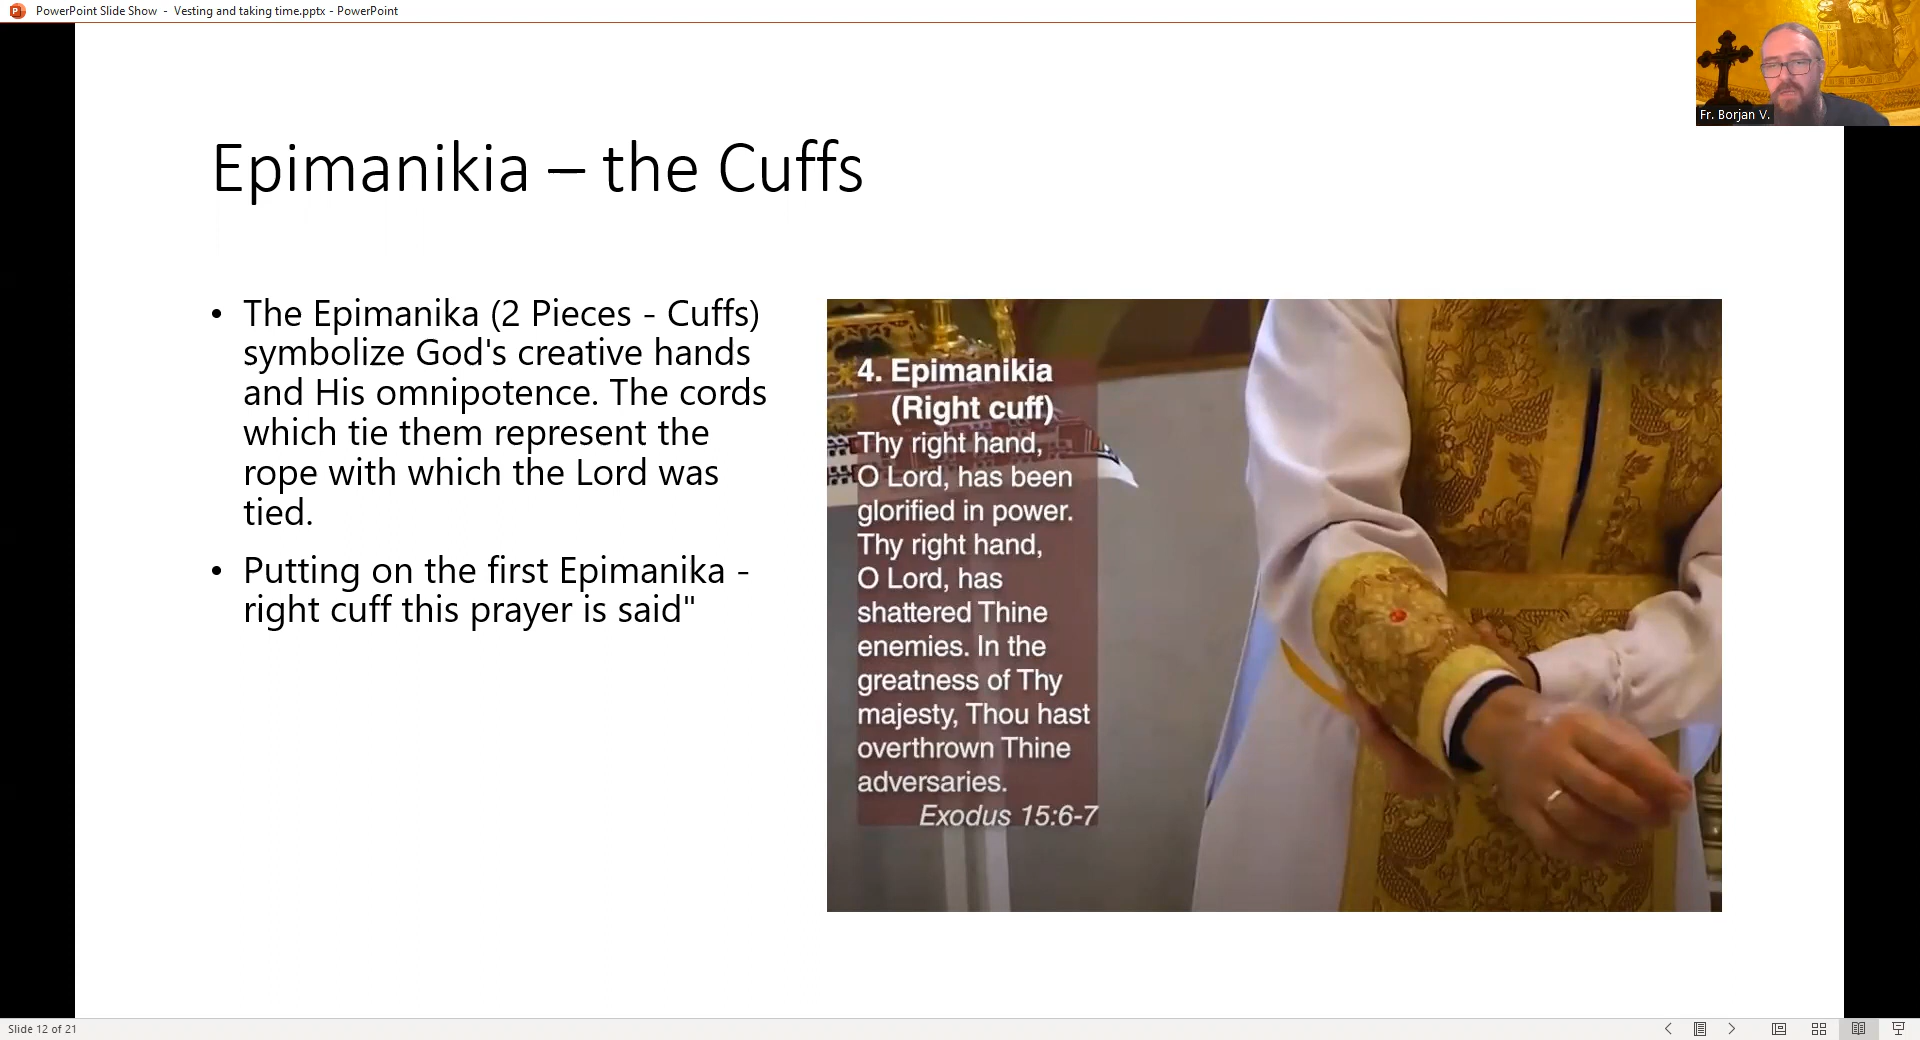 PowerPoint Slide Show - Vesting and taking time.pptx - PowerPoint
Fr. Borjan V.
Epimanikia – the Cuffs
• The Epimanika (2 Pieces - Cuffs)
symbolize God's creative hands
and His omnipotence. The cords
which tie them represent the
rope with which the Lord was
tied.
• Putting on the first Epimanika -
right cuff this prayer is said"
4. Epimanikia
(Right cuff)
Thy right hand,
O Lord, has been
glorified in power.
Thy right hand,
O Lord, has
shattered Thine
enemies. In the
greatness of Thy
majesty, Thou hast
overthrown Thine
adversaries.
Exodus 15:6-7
Slide 12 of 21